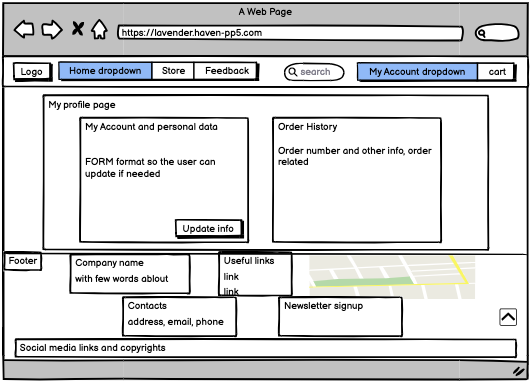 A Web Page
https://lavender.haven-pp5.com
Logo
Home dropdown
Store
Feedback
search
My Account dropdown
cart
My profile page
My Account and personal data
FORM format so the user can
update if needed
Update info
Order History
Order number and other info, order
related
Footer
Company name
with few words ablout
Useful links
link
link
Contacts
address, email, phone
Newsletter signup
Social media links and copyrights